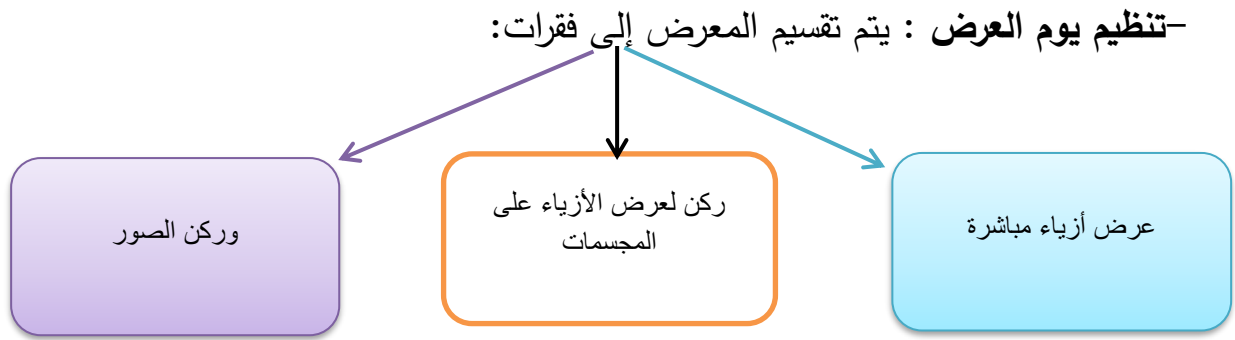 -تنظيم يوم العرض : يتم تقسيم المعرض إلى فقرات:
عرض أزياء مباشرة
ركن لعرض الأزياء على
المجسمات
وركن الصور